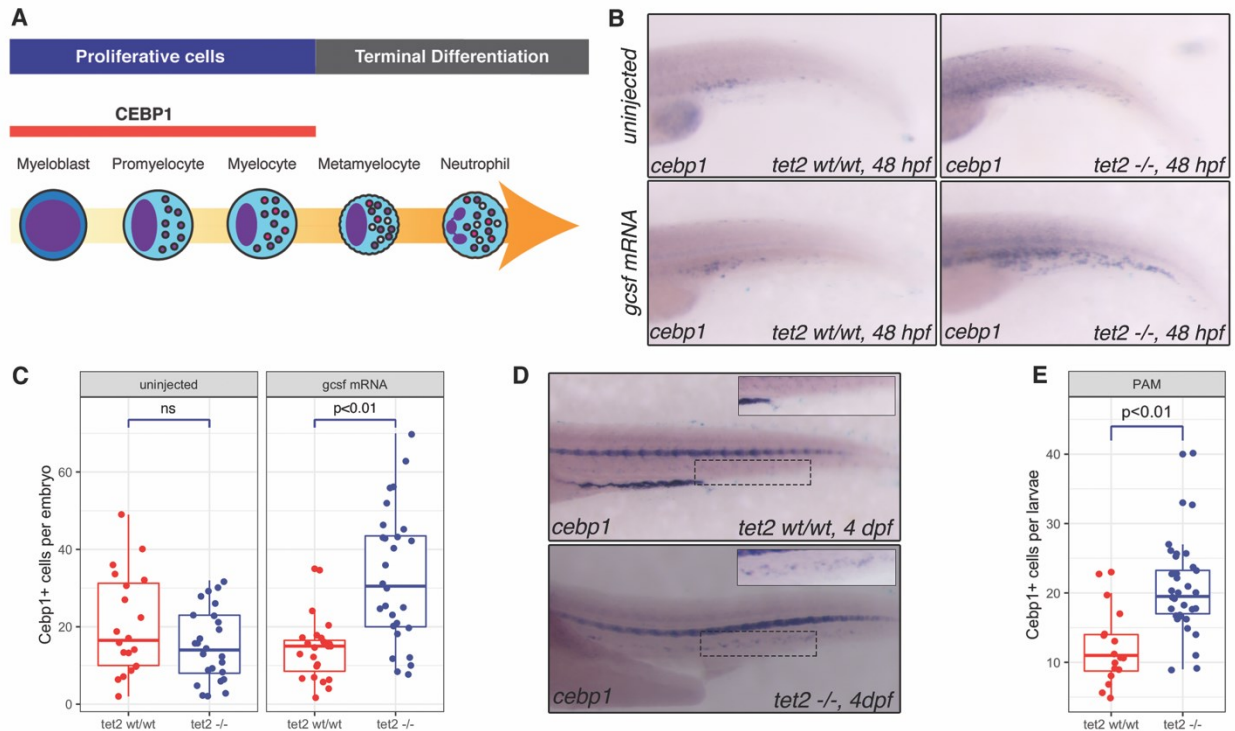 A
Proliferative cells Terminal Differentiation
CEBP1
Myeloblast Promyelocyte Myelocyte Metamyelocyte Neutrophil
B
uninjected
cebp1 tet2 wt/wt, 48 hpf
cebp1 tet2 -/-, 48 hpf
gcsf mRNA
cebp1 tet2 wt/wt, 48 hpf
cebp1 tet2 -/-, 48 hpf
C
uninjected gcsf mRNA
ns p<0.01
Cebp1+ cells per embryo
60
40
20
0
tet2 wt/wt tet2 -/- tet2 wt/wt tet2 -/-
D
cebp1 tet2 wt/wt, 4 dpf
cebp1 tet2 -/-, 4dpf
E
PAM
p<0.01
Cebp1+ cells per larvae
40
30
20
10
tet2 wt/wt tet2 -/-